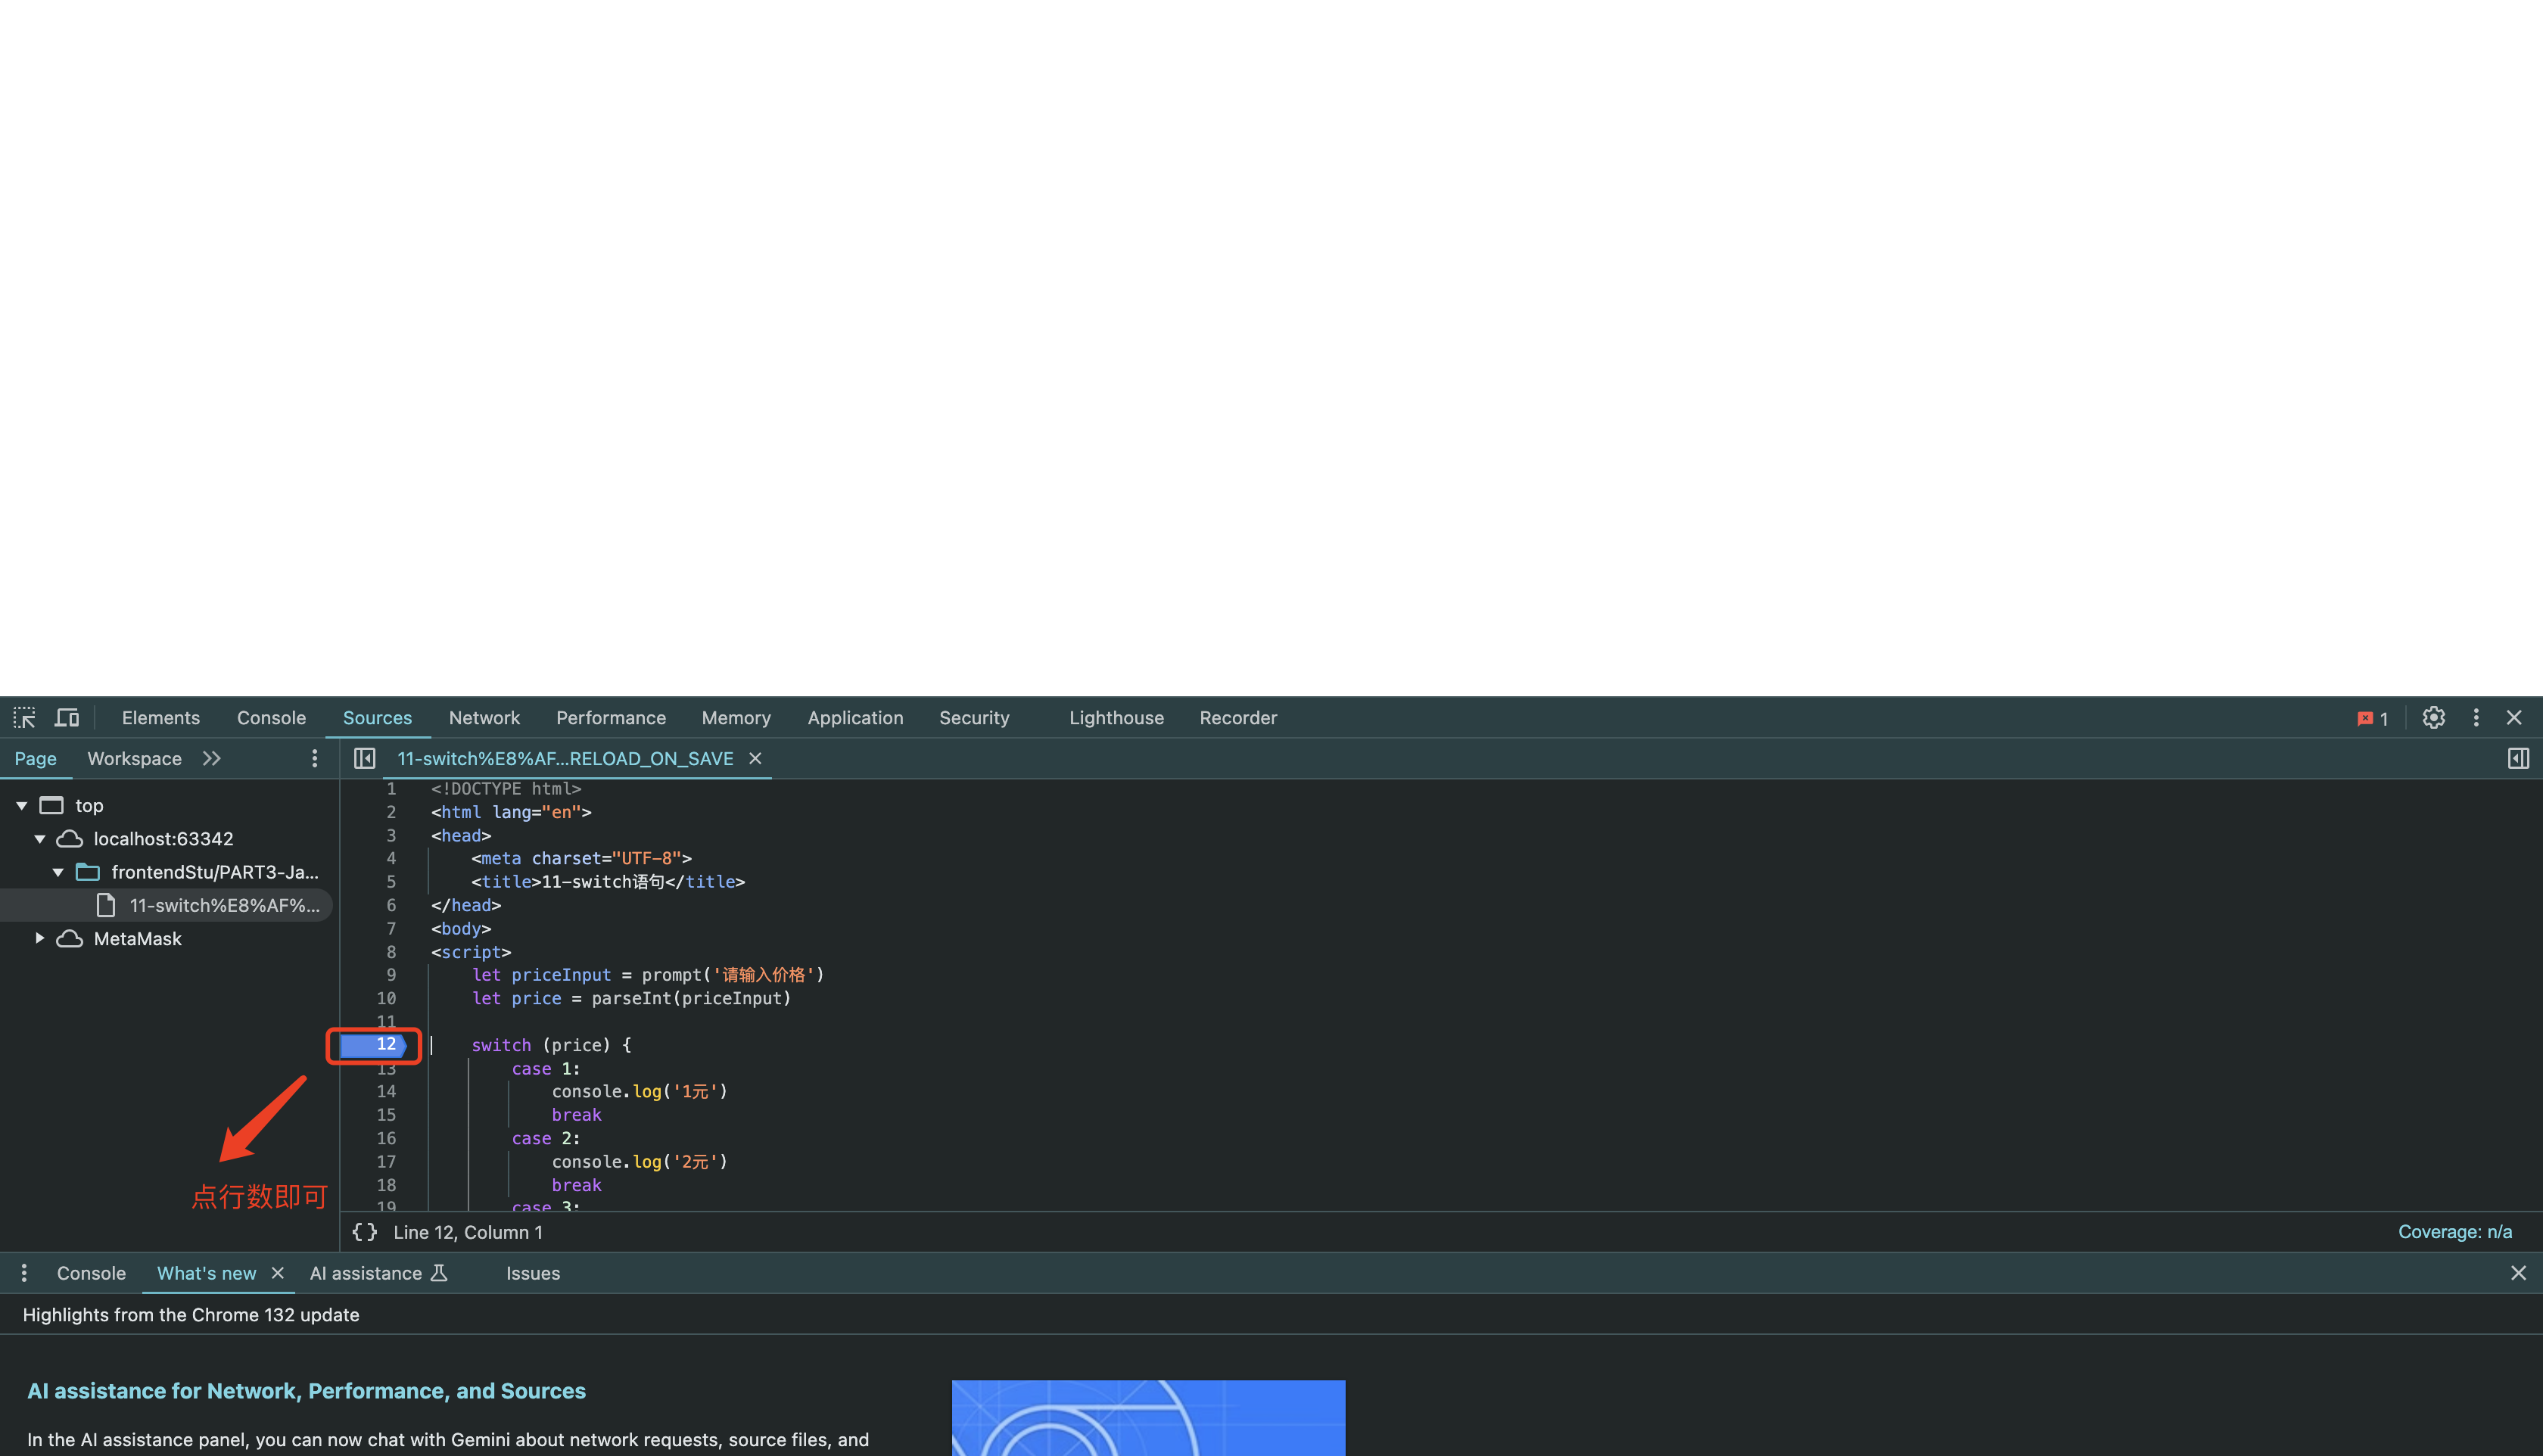 Elements Console Sources Network Performance Memory Application Security Lighthouse Recorder 1
Page Workspace 11-switch%E8%AF...RELOAD_ON_SAVE
top
localhost:63342
frontendStu/PART3-Ja...
11-switch%E8%AF%...
MetaMask
1 <!DOCTYPE html>
2 <html lang="en">
3 <head>
4 <meta charset="UTF-8">
5 <title>11-switch语句</title>
6 </head>
7 <body>
8 <script>
9 let priceInput = prompt('请输入价格')
10 let price = parseInt(priceInput)
11
12 switch (price) {
13 case 1:
14 console.log('1元')
15 break
16 case 2:
17 console.log('2元')
18 break
19 case 3:
点行数即可
{} Line 12, Column 1 Coverage: n/a
Console What's new AI assistance Issues
Highlights from the Chrome 132 update
AI assistance for Network, Performance, and Sources
In the AI assistance panel, you can now chat with Gemini about network requests, source files, and